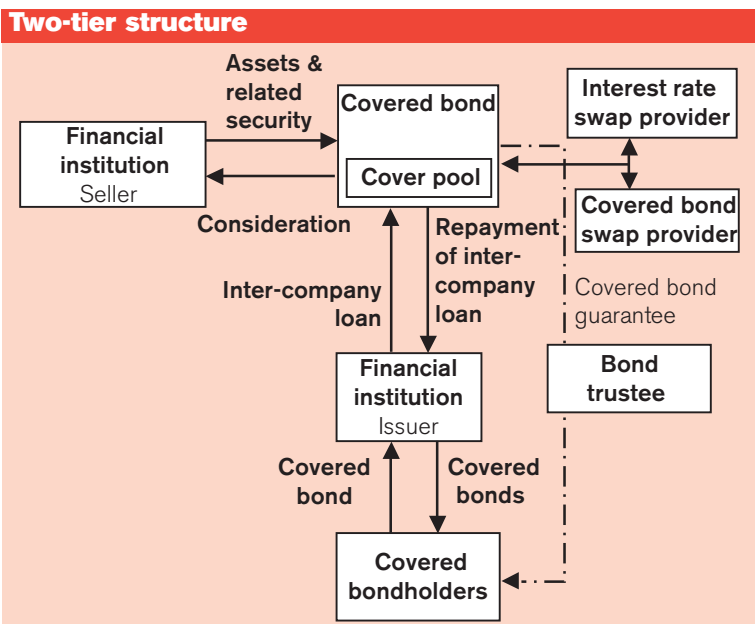 Two-tier structure
Assets &
related
security
Financial
institution
Seller
Covered bond
Cover pool
Interest rate
swap provider
Covered bond
swap provider
Consideration
Repayment
of inter-
company
loan
Inter-company
loan
Covered bond
guarantee
Financial
institution
Issuer
Bond
trustee
Covered
bond
Covered
bonds
Covered
bondholders